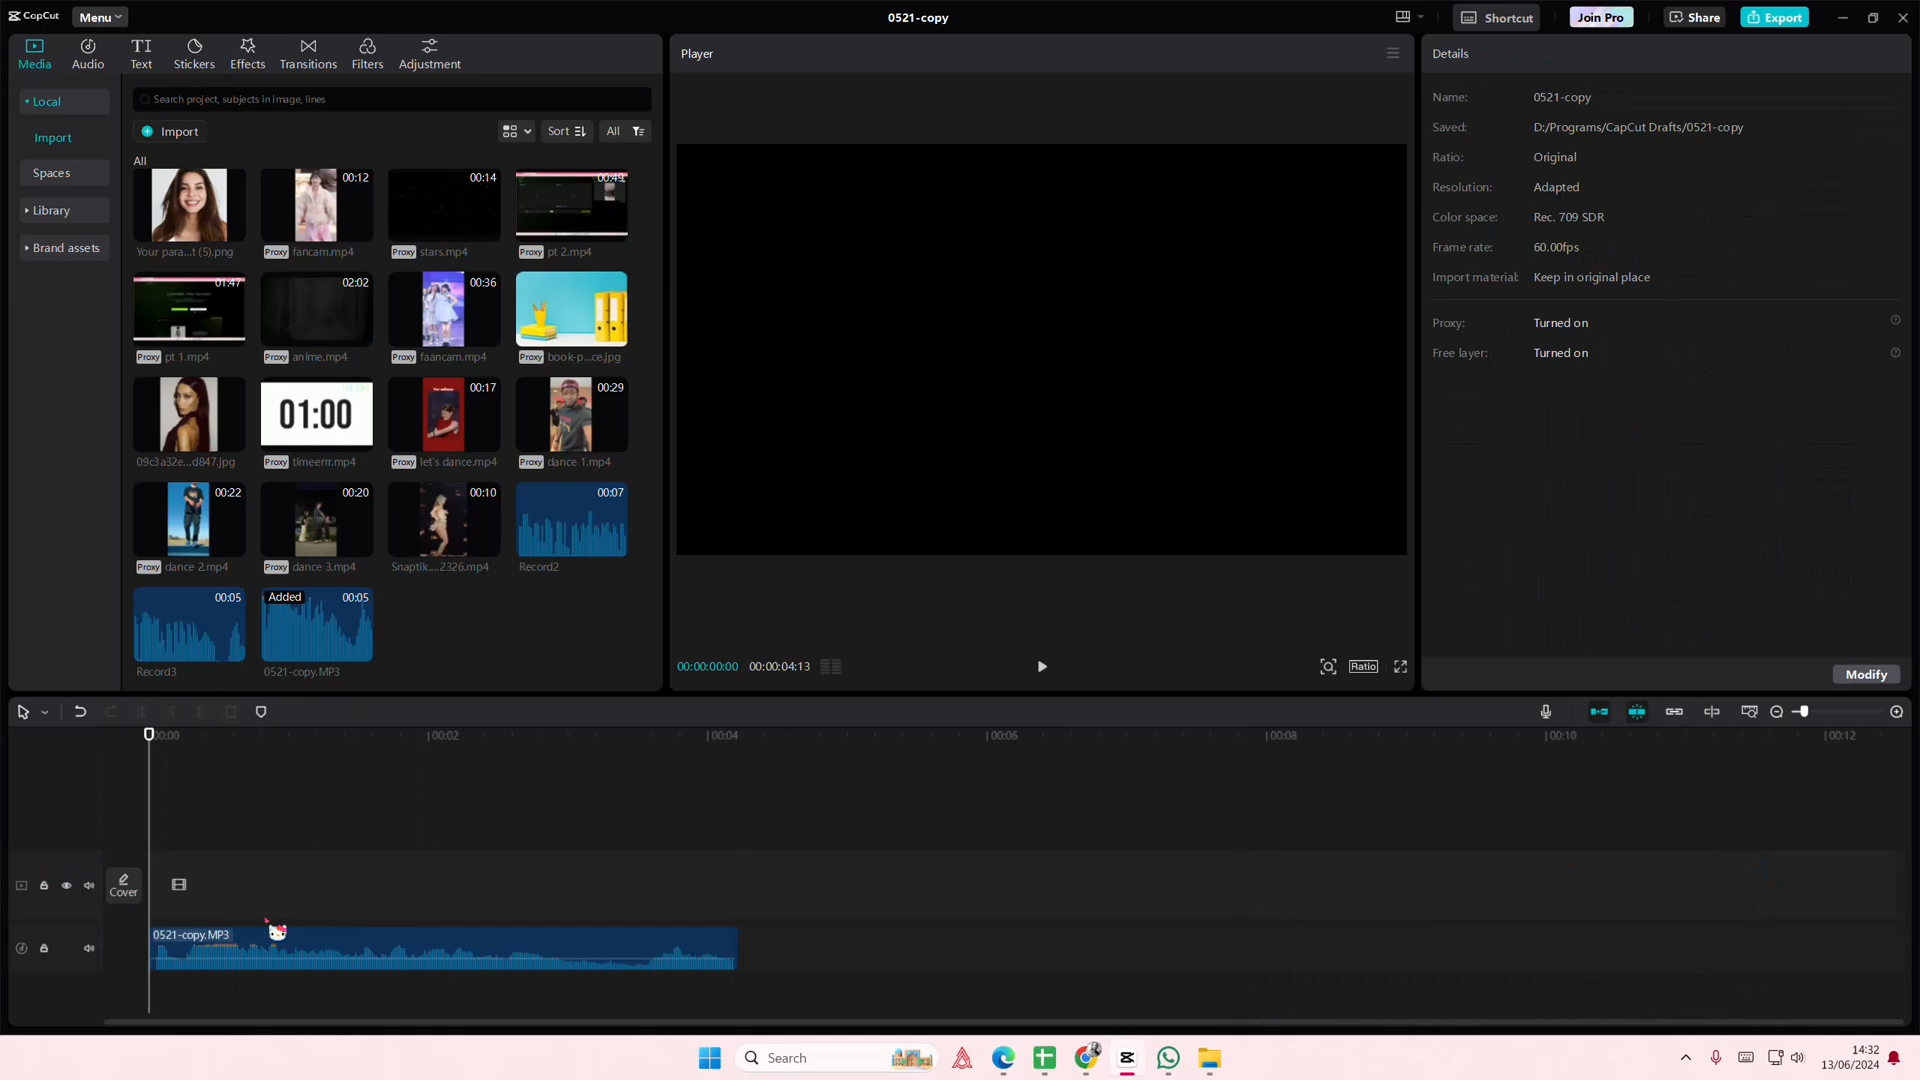 CapCut
Menu
0521-copy
Shortcut
Join Pro
Share
Export
Media
Audio
Text
Stickers
Effects
Transitions
Filters
Adjustment
Player
Details
Local
Import
Spaces
Library
Brand assets
Search project, subjects in image, lines
Import
Sort
All
All
00:12
00:14
00:49
Your para...t (5).png
Proxy fancam.mp4
Proxy stars.mp4
Proxy pt 2.mp4
01:47
02:02
00:36
Proxy pt 1.mp4
Proxy anime.mp4
Proxy faancam.mp4
Proxy book-p...ce.jpg
01:00
00:17
00:29
09c3a32e...d847.jpg
Proxy timeerrr.mp4
Proxy let's dance.mp4
Proxy dance 1.mp4
00:22
00:20
00:10
00:07
Proxy dance 2.mp4
Proxy dance 3.mp4
Snaptik....2326.mp4
Record2
00:05
Added
00:05
Record3
0521-copy.MP3
00:00:00:00
00:00:04:13
Ratio
Name: 0521-copy
Saved: D:/Programs/CapCut Drafts/0521-copy
Ratio: Original
Resolution: Adapted
Color space: Rec. 709 SDR
Frame rate: 60.00fps
Import material: Keep in original place
Proxy: Turned on
Free layer: Turned on
Modify
00:00
00:02
00:04
00:06
00:08
00:10
00:12
Cover
0521-copy.MP3
Search
14:32
13/06/2024